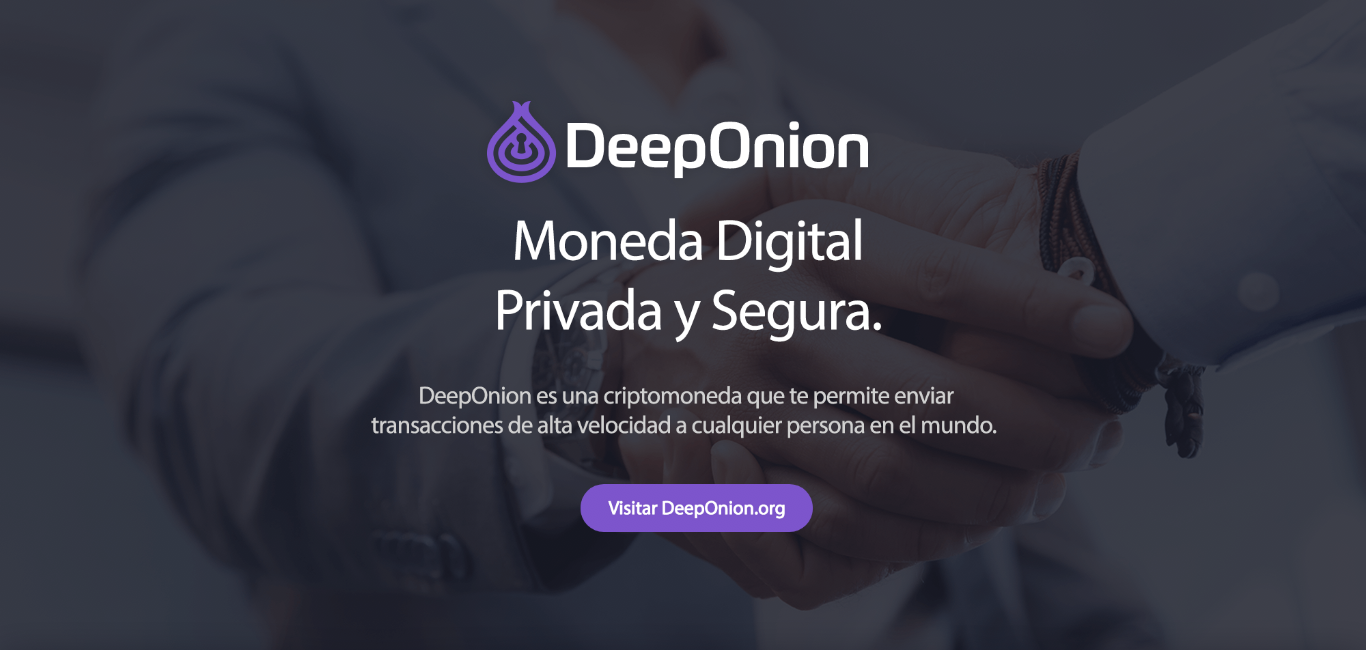 DeepOnion
Moneda Digital
Privada y Segura.
DeepOnion es una criptomoneda que te permite enviar
transacciones de alta velocidad a cualquier persona en el mundo.
Visitar DeepOnion.org